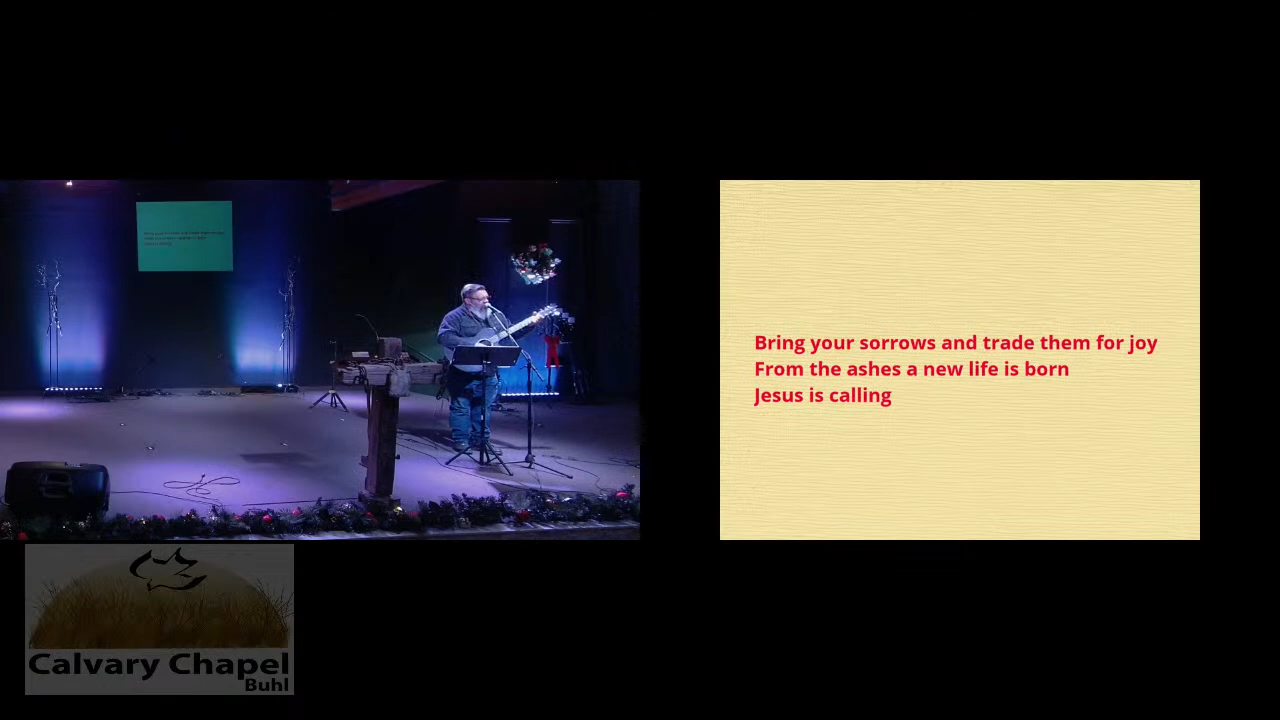 Bring your sorrows and trade them for joy
From the ashes a new life is born
Jesus is calling
Calvary Chapel
Buhl